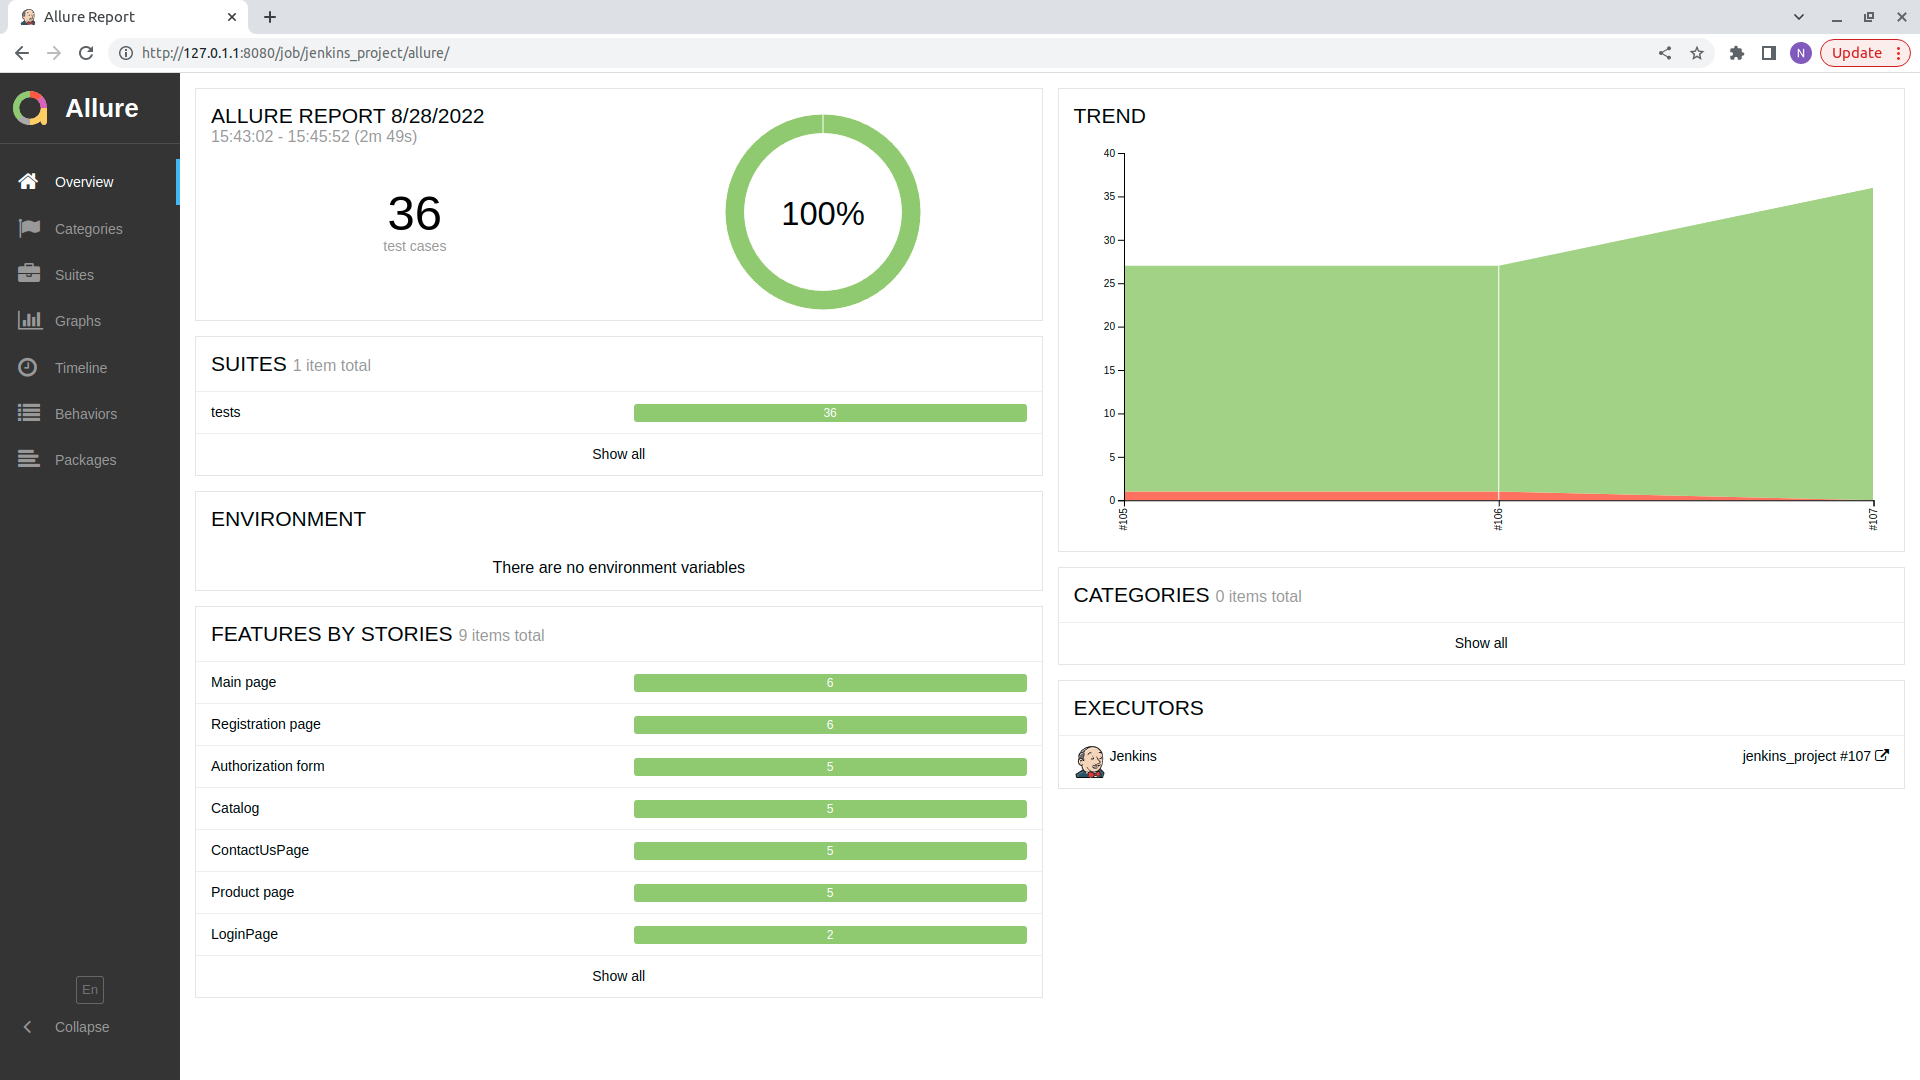 Allure Report
http://127.0.1.1:8080/job/jenkins_project/allure/
N
Update
Allure
Overview
Categories
Suites
Graphs
Timeline
Behaviors
Packages
En
Collapse
ALLURE REPORT 8/28/2022
15:43:02 - 15:45:52 (2m 49s)
36
test cases
100%
SUITES 1 item total
tests 36
Show all
ENVIRONMENT
There are no environment variables
FEATURES BY STORIES 9 items total
Main page 6
Registration page 6
Authorization form 5
Catalog 5
ContactUsPage 5
Product page 5
LoginPage 2
Show all
TREND
40
35
30
25
20
15
10
5
0
#105 #106 #107
CATEGORIES 0 items total
Show all
EXECUTORS
Jenkins jenkins_project #107